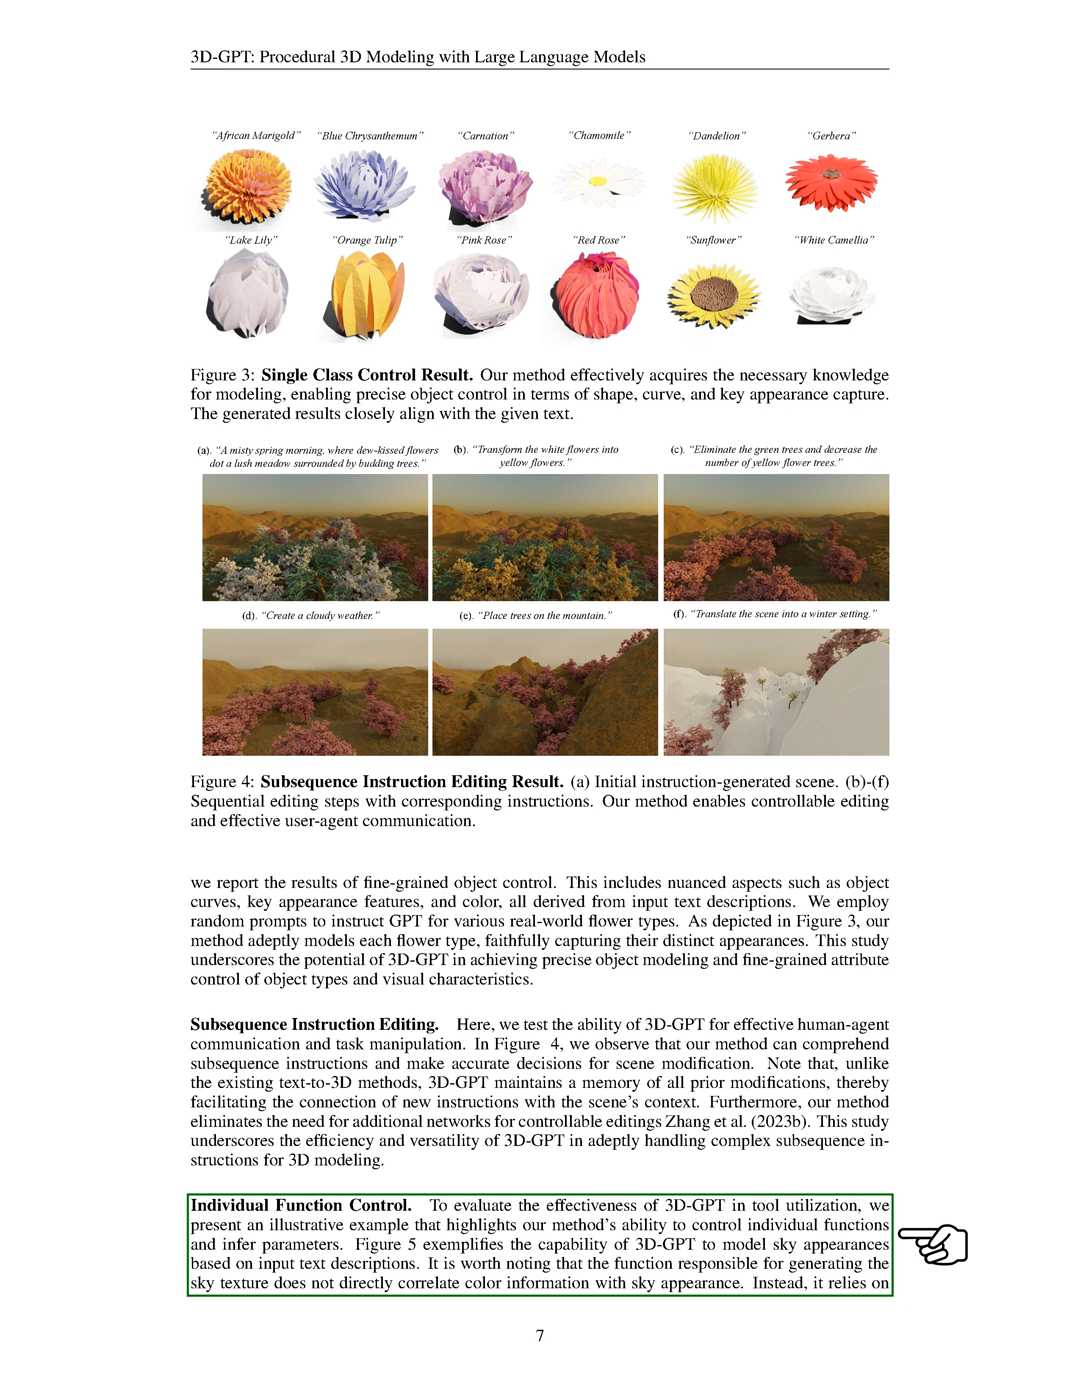 3D-GPT: Procedural 3D Modeling with Large Language Models
“African Marigold” “Blue Chrysanthemum” “Carnation” “Chamomile” “Dandelion” “Gerbera”
“Lake Lily” “Orange Tulip” “Pink Rose” “Red Rose” “Sunflower” “White Camellia”
Figure 3: Single Class Control Result. Our method effectively acquires the necessary knowledge
for modeling, enabling precise object control in terms of shape, curve, and key appearance capture.
The generated results closely align with the given text.
(a). “A misty spring morning, where dew-kissed flowers
dot a lush meadow surrounded by budding trees.”
(b). “Transform the white flowers into
yellow flowers.”
(c). “Eliminate the green trees and decrease the
number of yellow flower trees.”
(d). “Create a cloudy weather.”
(e). “Place trees on the mountain.”
(f). “Translate the scene into a winter setting.”
Figure 4: Subsequence Instruction Editing Result. (a) Initial instruction-generated scene. (b)-(f)
Sequential editing steps with corresponding instructions. Our method enables controllable editing
and effective user-agent communication.
we report the results of fine-grained object control. This includes nuanced aspects such as object
curves, key appearance features, and color, all derived from input text descriptions. We employ
random prompts to instruct GPT for various real-world flower types. As depicted in Figure 3, our
method adeptly models each flower type, faithfully capturing their distinct appearances. This study
underscores the potential of 3D-GPT in achieving precise object modeling and fine-grained attribute
control of object types and visual characteristics.
Subsequence Instruction Editing. Here, we test the ability of 3D-GPT for effective human-agent
communication and task manipulation. In Figure 4, we observe that our method can comprehend
subsequence instructions and make accurate decisions for scene modification. Note that, unlike
the existing text-to-3D methods, 3D-GPT maintains a memory of all prior modifications, thereby
facilitating the connection of new instructions with the scene’s context. Furthermore, our method
eliminates the need for additional networks for controllable editings Zhang et al. (2023b). This study
underscores the efficiency and versatility of 3D-GPT in adeptly handling complex subsequence in-
structions for 3D modeling.
Individual Function Control. To evaluate the effectiveness of 3D-GPT in tool utilization, we
present an illustrative example that highlights our method’s ability to control individual functions
and infer parameters. Figure 5 exemplifies the capability of 3D-GPT to model sky appearances
based on input text descriptions. It is worth noting that the function responsible for generating the
sky texture does not directly correlate color information with sky appearance. Instead, it relies on
7